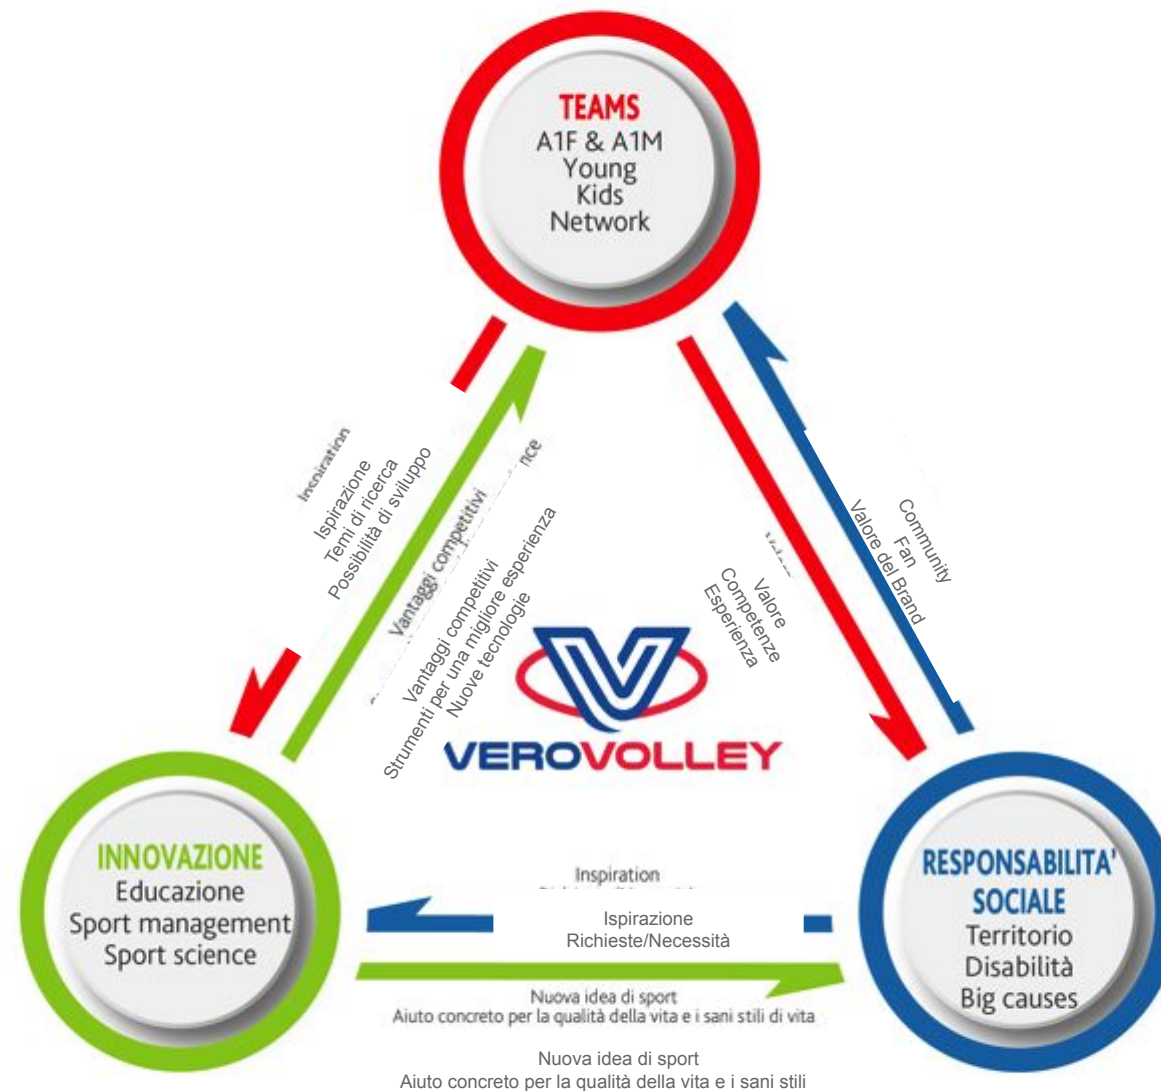 TEAMS
A1F & A1M
Young
Kids
Network
Inspiration
Ispirazione
Temi di ricerca
Possibilità di sviluppo
Vantaggi competitivi
Vantaggi competitivi
Strumenti per una migliore esperienza
Nuove tecnologie
Valore
Competenze
Esperienza
Community
Fan
Valore del Brand
VEROVOLLEY
INNOVAZIONE
Educazione
Sport management
Sport science
RESPONSABILITA'
SOCIALE
Territorio
Disabilità
Big causes
Inspiration
Ispirazione
Richieste/Necessità
Nuova idea di sport
Aiuto concreto per la qualità della vita e i sani stili di vita
Nuova idea di sport
Aiuto concreto per la qualità della vita e i sani stili